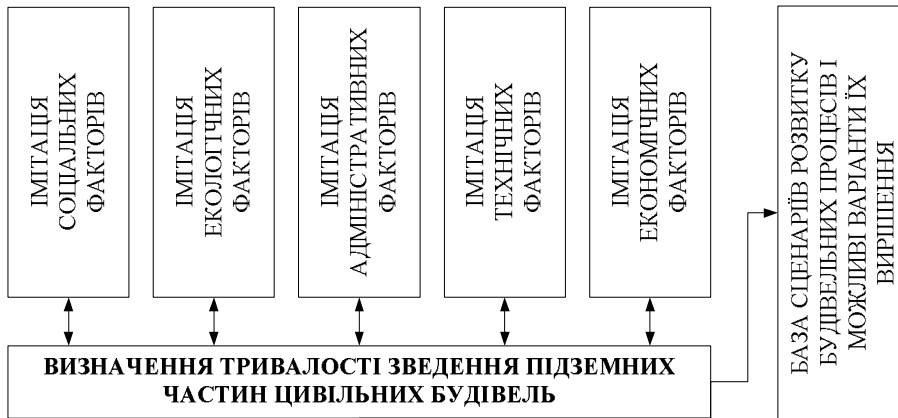 ІМІТАЦІЯ
СОЦІАЛЬНИХ
ФАКТОРІВ
ІМІТАЦІЯ
ЕКОЛОГІЧНИХ
ФАКТОРІВ
ІМІТАЦІЯ
АДМІНІСТРАТИВНИХ
ФАКТОРІВ
ІМІТАЦІЯ
ТЕХНІЧНИХ
ФАКТОРІВ
ІМІТАЦІЯ
ЕКОНОМІЧНИХ
ФАКТОРІВ
БАЗА СЦЕНАРІЇВ РОЗВИТКУ
БУДІВЕЛЬНИХ ПРОЦЕСІВ І
МОЖЛИВІ ВАРІАНТИ ЇХ
ВИРІШЕННЯ
ВИЗНАЧЕННЯ ТРИВАЛОСТІ ЗВЕДЕННЯ ПІДЗЕМНИХ
ЧАСТИН ЦИВІЛЬНИХ БУДІВЕЛЬ